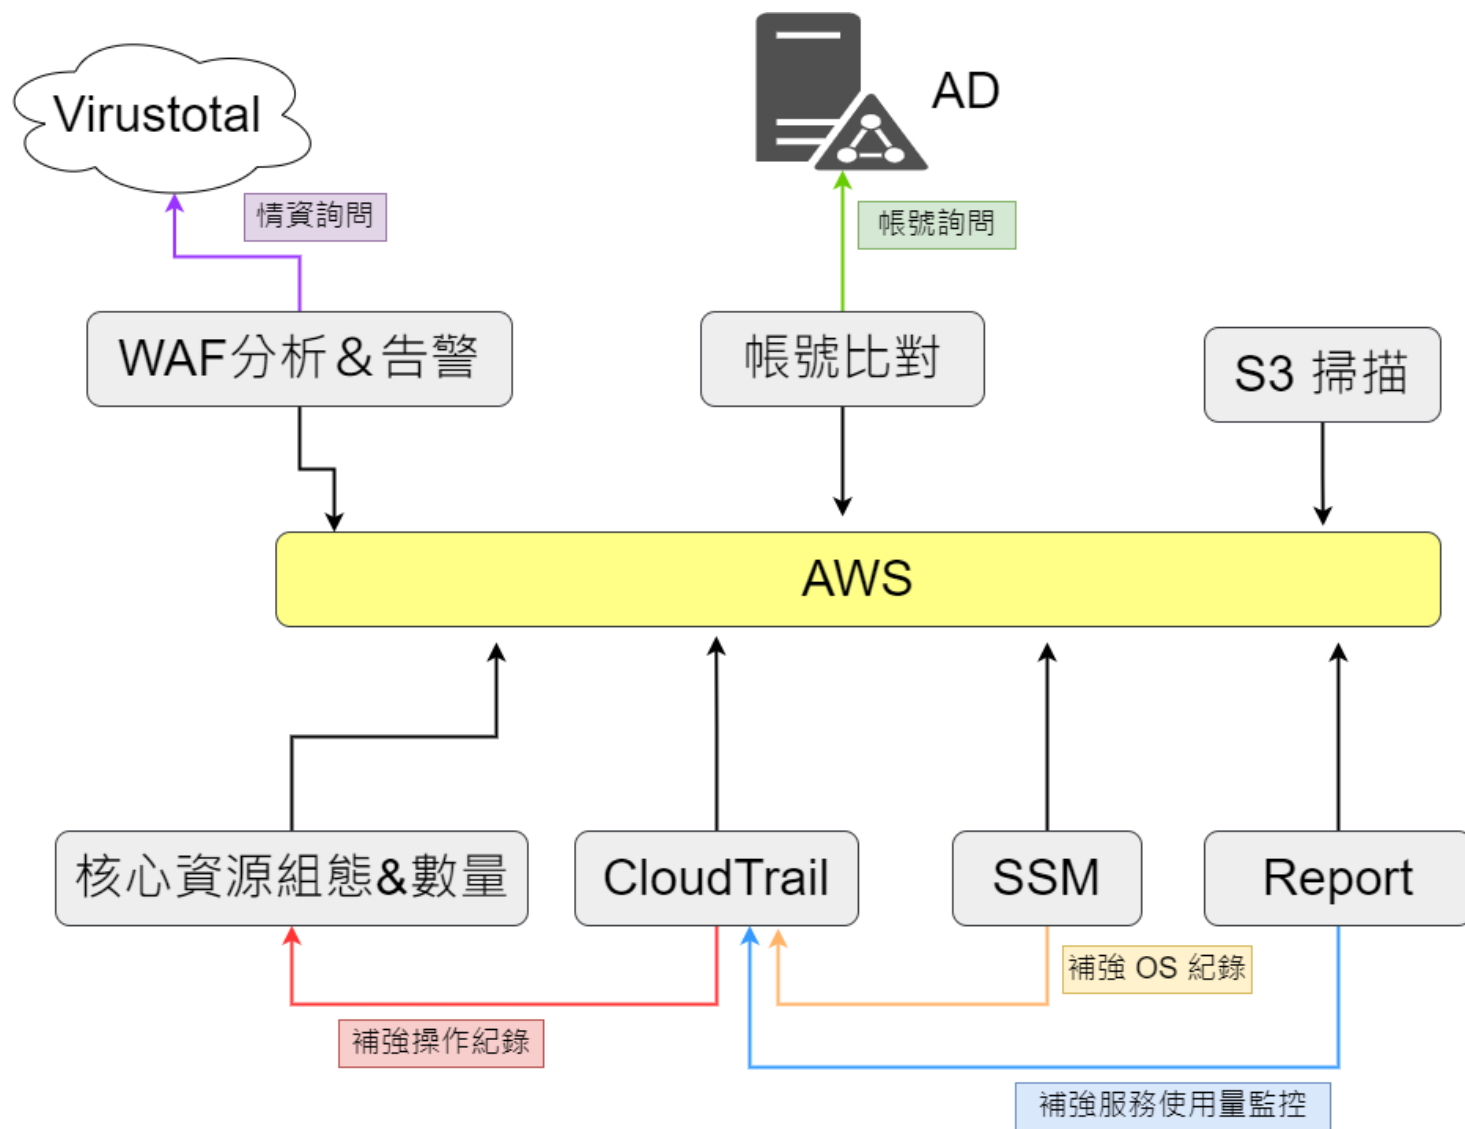 Virustotal
AD
情資詢問
帳號詢問
WAF分析＆告警
帳號比對
S3 掃描
AWS
核心資源組態&數量
CloudTrail
SSM
Report
補強 OS 紀錄
補強操作紀錄
補強服務使用量監控